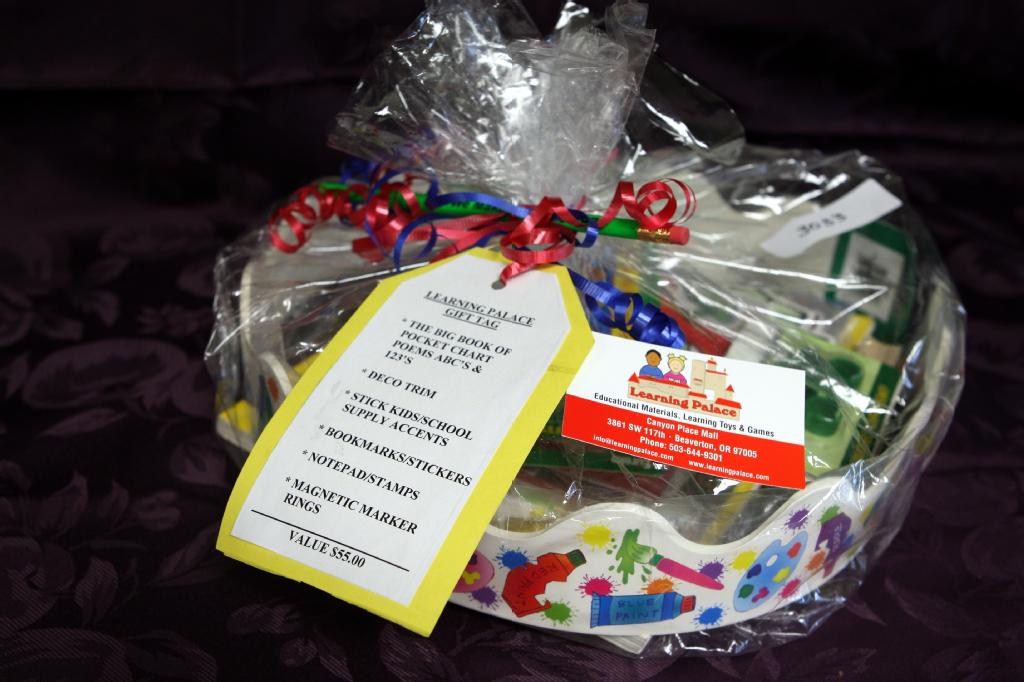 3033
LEARNING PALACE
GIFT TAG
* THE BIG BOOK OF
POCKET CHART
POEMS ABC'S &
123'S
* DECO TRIM
* STICK KIDS/SCHOOL
SUPPLY ACCENTS
* BOOKMARKS/STICKERS
* NOTEPAD/STAMPS
* MAGNETIC MARKER
RINGS
VALUE $55.00
Learning Palace
Educational Materials, Learning Toys & Games
Canyon Place Mall
3861 SW 117th · Beaverton, OR 97005
Phone: 503-644-9301
info@learningpalace.com www.learningpalace.com
RED PAINT
BLUE PAINT